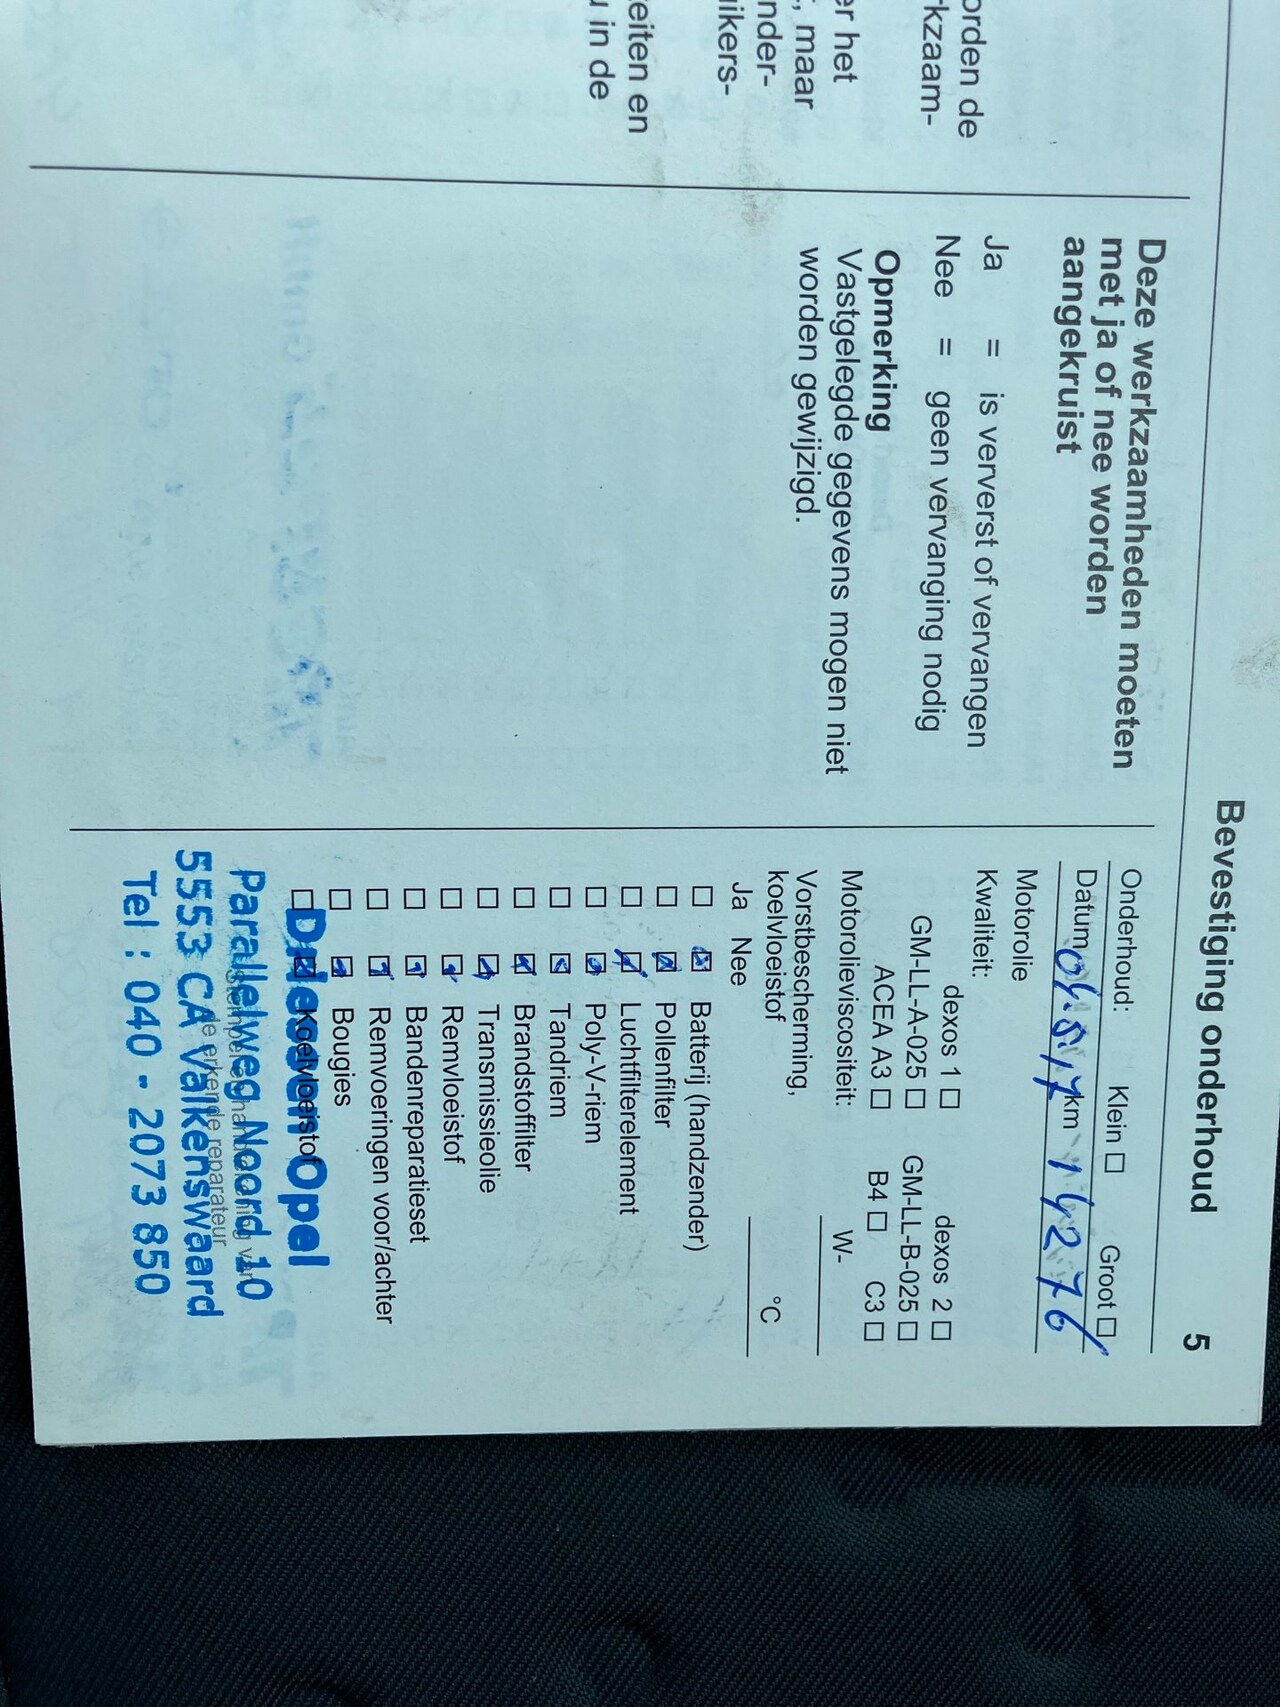 Bevestiging onderhoud 5
orden de
rkzaam-
er het
, maar
nder-
ikers-
eiten en
u in de
Deze werkzaamheden moeten
met ja of nee worden
aangekruist
Ja = is ververst of vervangen
Nee = geen vervanging nodig
Opmerking
Vastgelegde gegevens mogen niet
worden gewijzigd.
Onderhoud: Klein □ Groot □
Datum km 14276
Motorolie
Kwaliteit:
dexos 1 □ dexos 2 □
GM-LL-A-025 □ GM-LL-B-025 □
ACEA A3 □ B4 □ C3 □
Motorolieviscositeit: W-
Vorstbescherming,
koelvloeistof °C
Ja Nee
Batterij (handzender)
Pollenfilter
Luchtfilterelement
Poly-V-riem
Tandriem
Brandstoffilter
Transmissieolie
Remvloeistof
Bandenreparatieset
Remvoeringen voor/achter
Bougies
Koelvloeistof
Driessen Opel
Parallelweg Noord 10
de erkende reparateur
5553 CA Valkenswaard
Tel : 040 - 2073 850